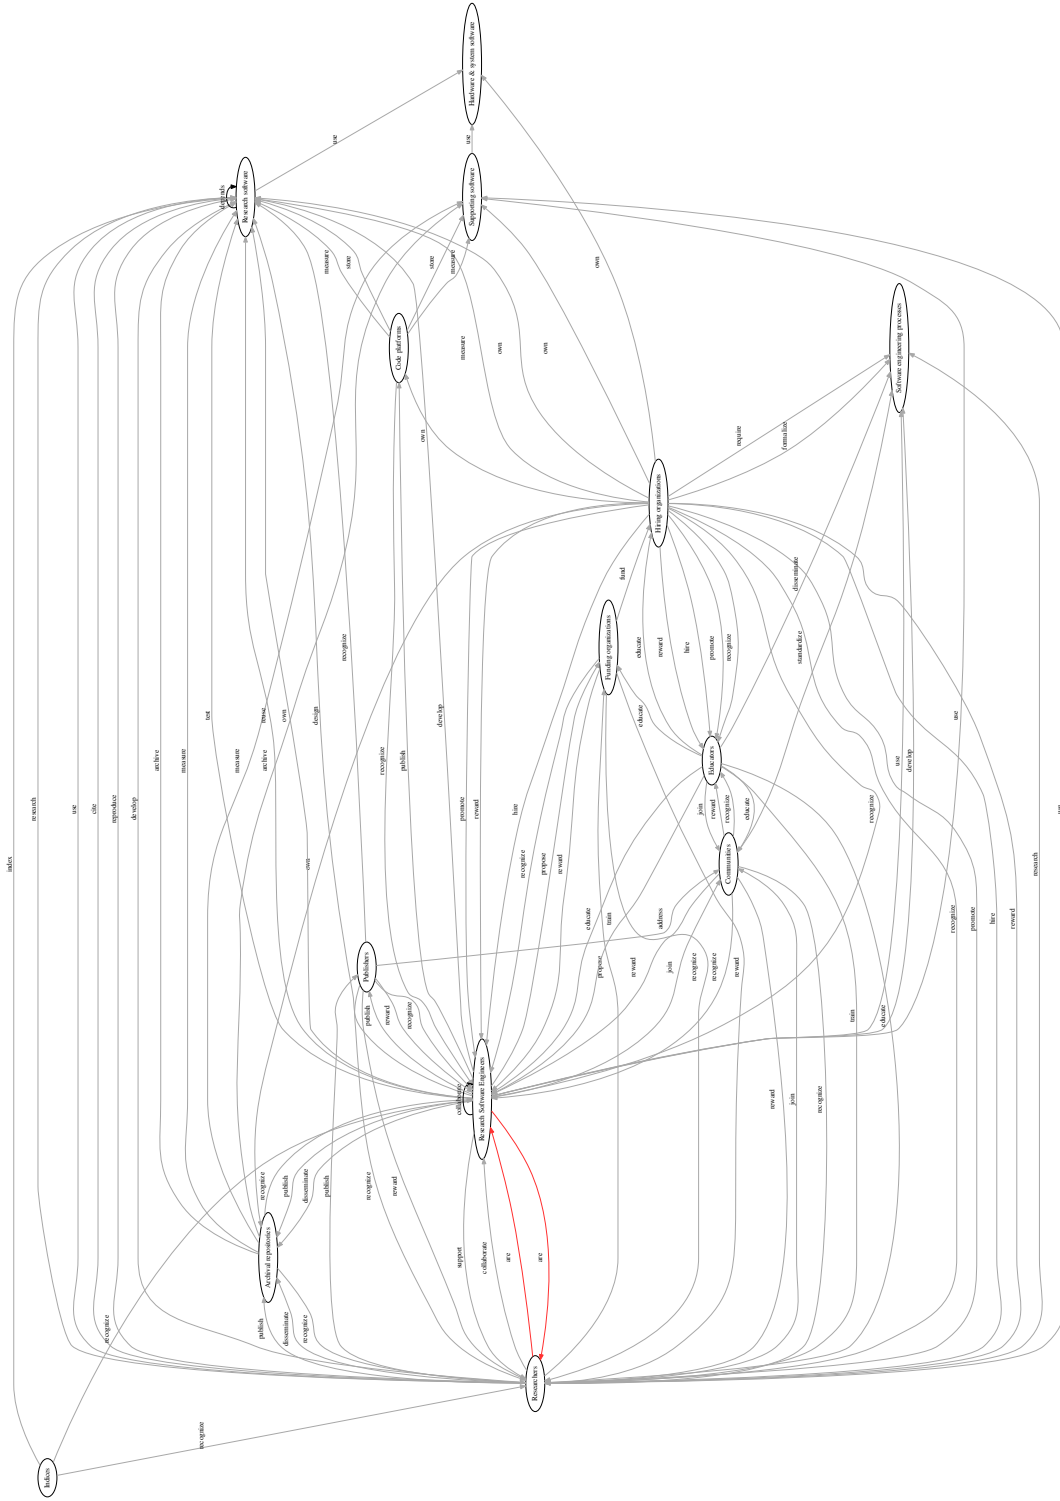 Hardware & system software
use
use
Supporting software
Research software
depends
own
measure
store
store
measure
Code platforms
Software engineering processes
measure
own
own
own
require
formalize
Hiring organizations
fund
disseminate
Funding organizations
educate
reward
hire
promote
recognize
standardize
recognize
test
reuse
own
design
develop
educate
use
archive
measure
measure
archive
recognize
publish
Educators
use
develop
research
use
cite
reproduce
develop
promote
reward
hire
join
reward
recognize
educate
recognize
index
own
recognize
propose
reward
Communities
research
educate
train
address
recognize
promote
hire
reward
Publishers
propose
reward
join
recognize
recognize
reward
publish
reward
recognize
train
educate
collaborate
Research Software Engineers
reward
join
recognize
recognize
publish
disseminate
publish
recognize
reward
Archival repositories
support
collaborate
are
are
recognize
publish
disseminate
recognize
Researchers
recognize
Indices